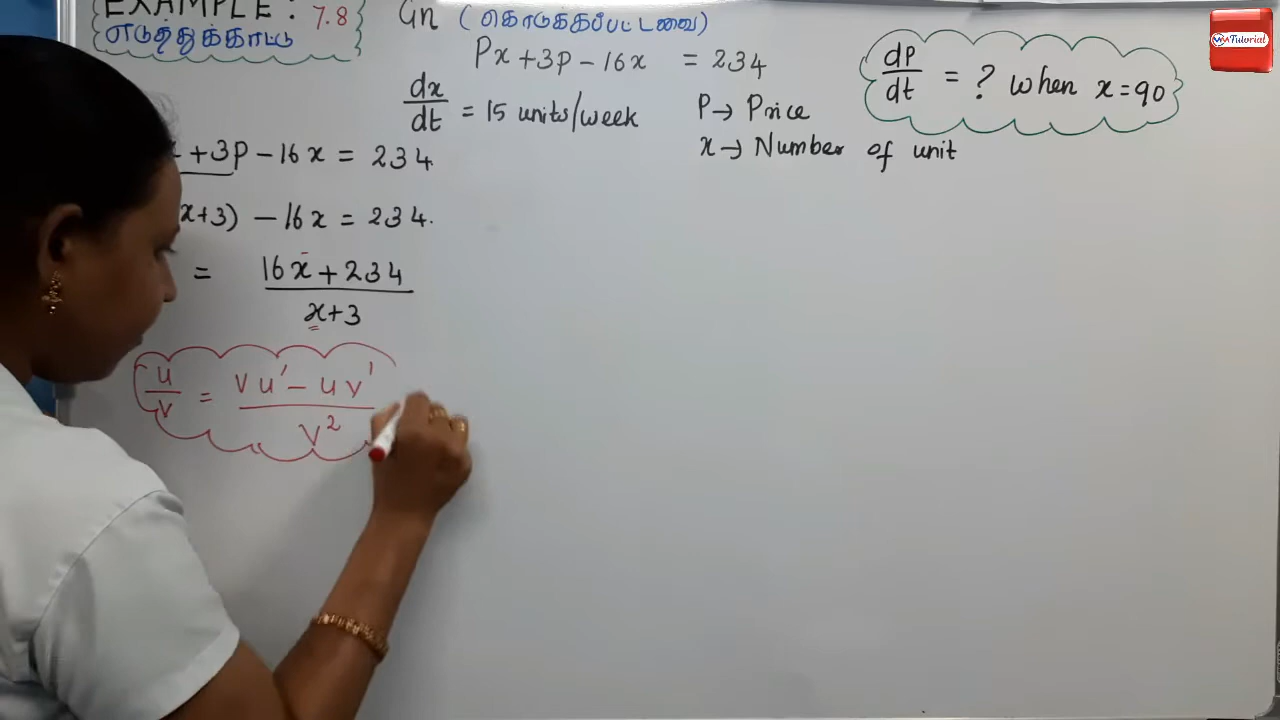 EXAMPLE: 7.8
எடுத்துக்காட்டு
Gn (கொடுக்கப்பட்டவை)
Px + 3p - 16x = 234
dx/dt = 15 units/week
P → Price
x → Number of unit
dP/dt = ? when x = 90
x + 3p - 16x = 234
x+3) - 16x = 234.
= 16x + 234 / x+3
u/v = vu' - uv' / v²
VM Tutorial